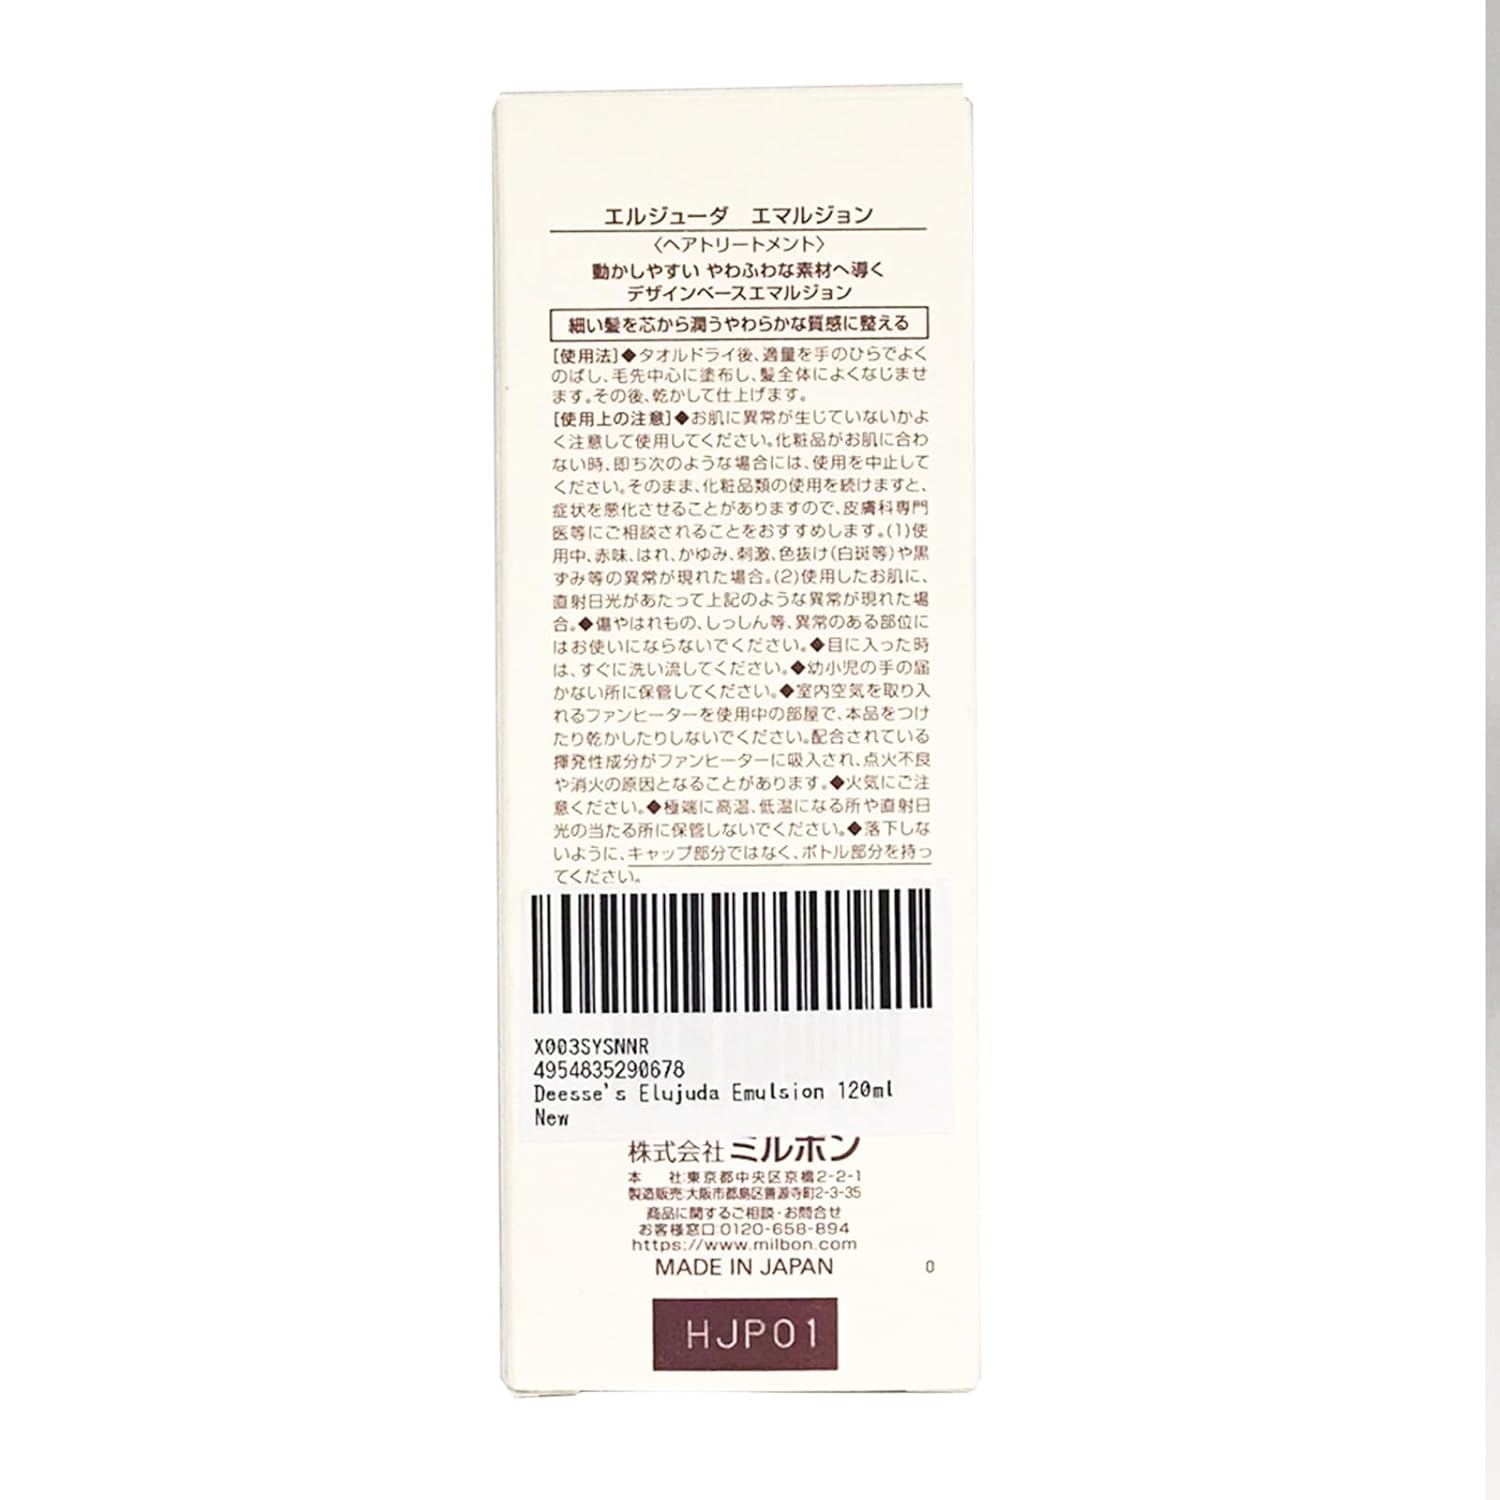 エルジューダ　エマルジョン
〈ヘアトリートメント〉
動かしやすい やわふわな素材へ導く
デザインベースエマルジョン
細い髪を芯から潤うやわらかな質感に整える
[使用法]◆タオルドライ後、適量を手のひらでよく
のばし、毛先中心に塗布し、髪全体によくなじませ
ます。その後、乾かして仕上げます。
[使用上の注意]◆お肌に異常が生じていないかよ
く注意して使用してください。化粧品がお肌に合わ
ない時、即ち次のような場合には、使用を中止して
ください。そのまま、化粧品類の使用を続けますと、
症状を悪化させることがありますので、皮膚科専門
医等にご相談されることをおすすめします。(1)使
用中、赤味、はれ、かゆみ、刺激、色抜け(白斑等)や黒
ずみ等の異常が現れた場合。(2)使用したお肌に、
直射日光があたって上記のような異常が現れた場
合。◆傷やはれもの、しっしん等、異常のある部位に
はお使いにならないでください。◆目に入った時
は、すぐに洗い流してください。◆幼小児の手の届
かない所に保管してください。◆室内空気を取り入
れるファンヒーターを使用中の部屋で、本品をつけ
たり乾かしたりしないでください。配合されている
揮発性成分がファンヒーターに吸入され、点火不良
や消火の原因となることがあります。◆火気にご注
意ください。◆極端に高温、低温になる所や直射日
光の当たる所に保管しないでください。◆落下しな
いように、キャップ部分ではなく、ボトル部分を持っ
てください。
X003SYSNNR
4954835290678
Deesse's Elujuda Emulsion 120ml
New
株式会社ミルボン
本　社:東京都中央区京橋2-2-1
製造販売:大阪市都島区善源寺町2-3-35
商品に関するご相談・お問合せ
お客様窓口:0120-658-894
https://www.milbon.com
MADE IN JAPAN 0
HJP01